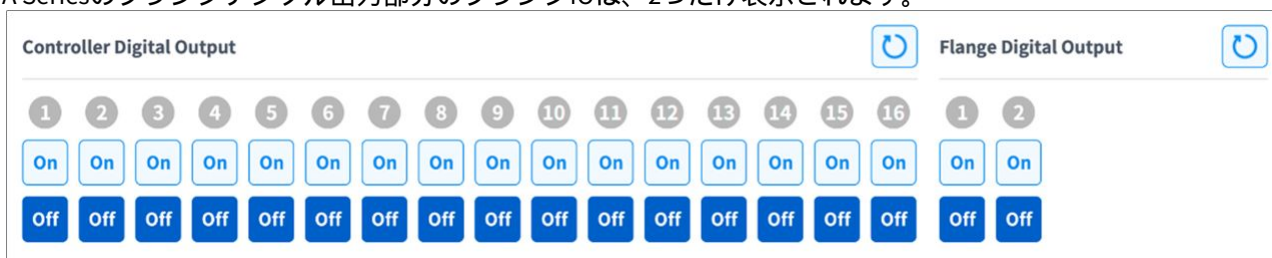 A Seriesのフランジデジタル出力部分のフランジIOは、2つだけ表示されます。
Controller Digital Output
Flange Digital Output
1 2 3 4 5 6 7 8 9 10 11 12 13 14 15 16 1 2
On On On On On On On On On On On On On On On On On On
Off Off Off Off Off Off Off Off Off Off Off Off Off Off Off Off Off Off